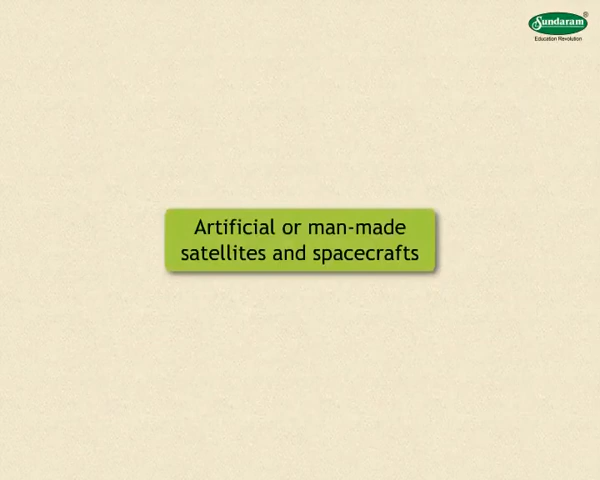 Sundaram®
Education Revolution
Artificial or man-made
satellites and spacecrafts